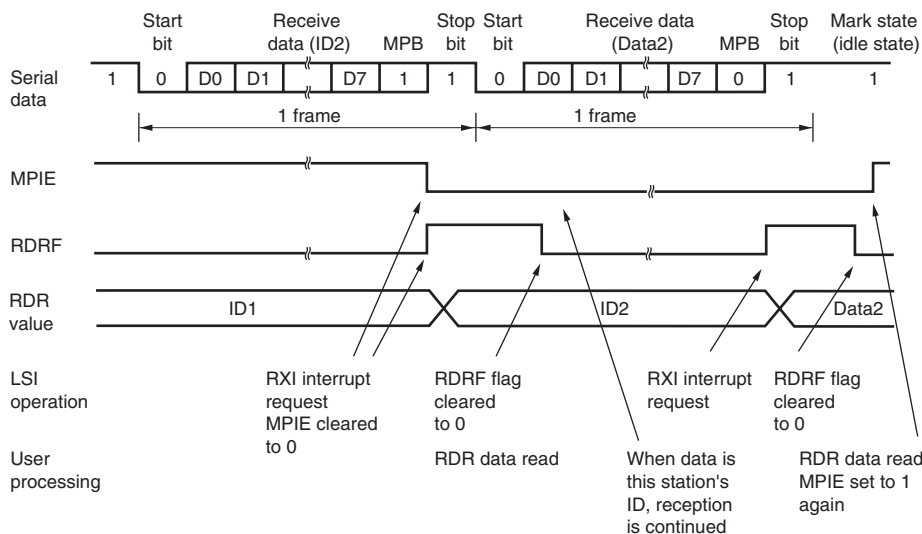 Start bit
Receive data (ID2)
MPB
Stop bit
Start bit
Receive data (Data2)
MPB
Stop bit
Mark state (idle state)
Serial data
1 0 D0 D1 D7 1 1 0 D0 D1 D7 0 1 1
1 frame
1 frame
MPIE
RDRF
RDR value
ID1
ID2
Data2
LSI operation
RXI interrupt request
MPIE cleared to 0
RDRF flag cleared to 0
RXI interrupt request
RDRF flag cleared to 0
User processing
RDR data read
When data is this station's ID, reception is continued
RDR data read
MPIE set to 1 again